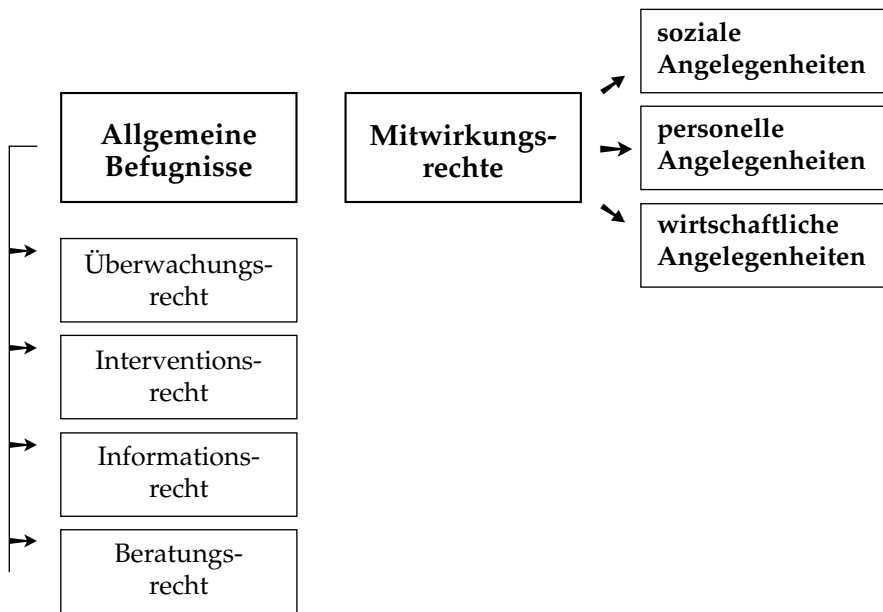 Allgemeine
Befugnisse
Überwachungs-
recht
Interventions-
recht
Informations-
recht
Beratungs-
recht
Mitwirkungs-
rechte
soziale
Angelegenheiten
personelle
Angelegenheiten
wirtschaftliche
Angelegenheiten